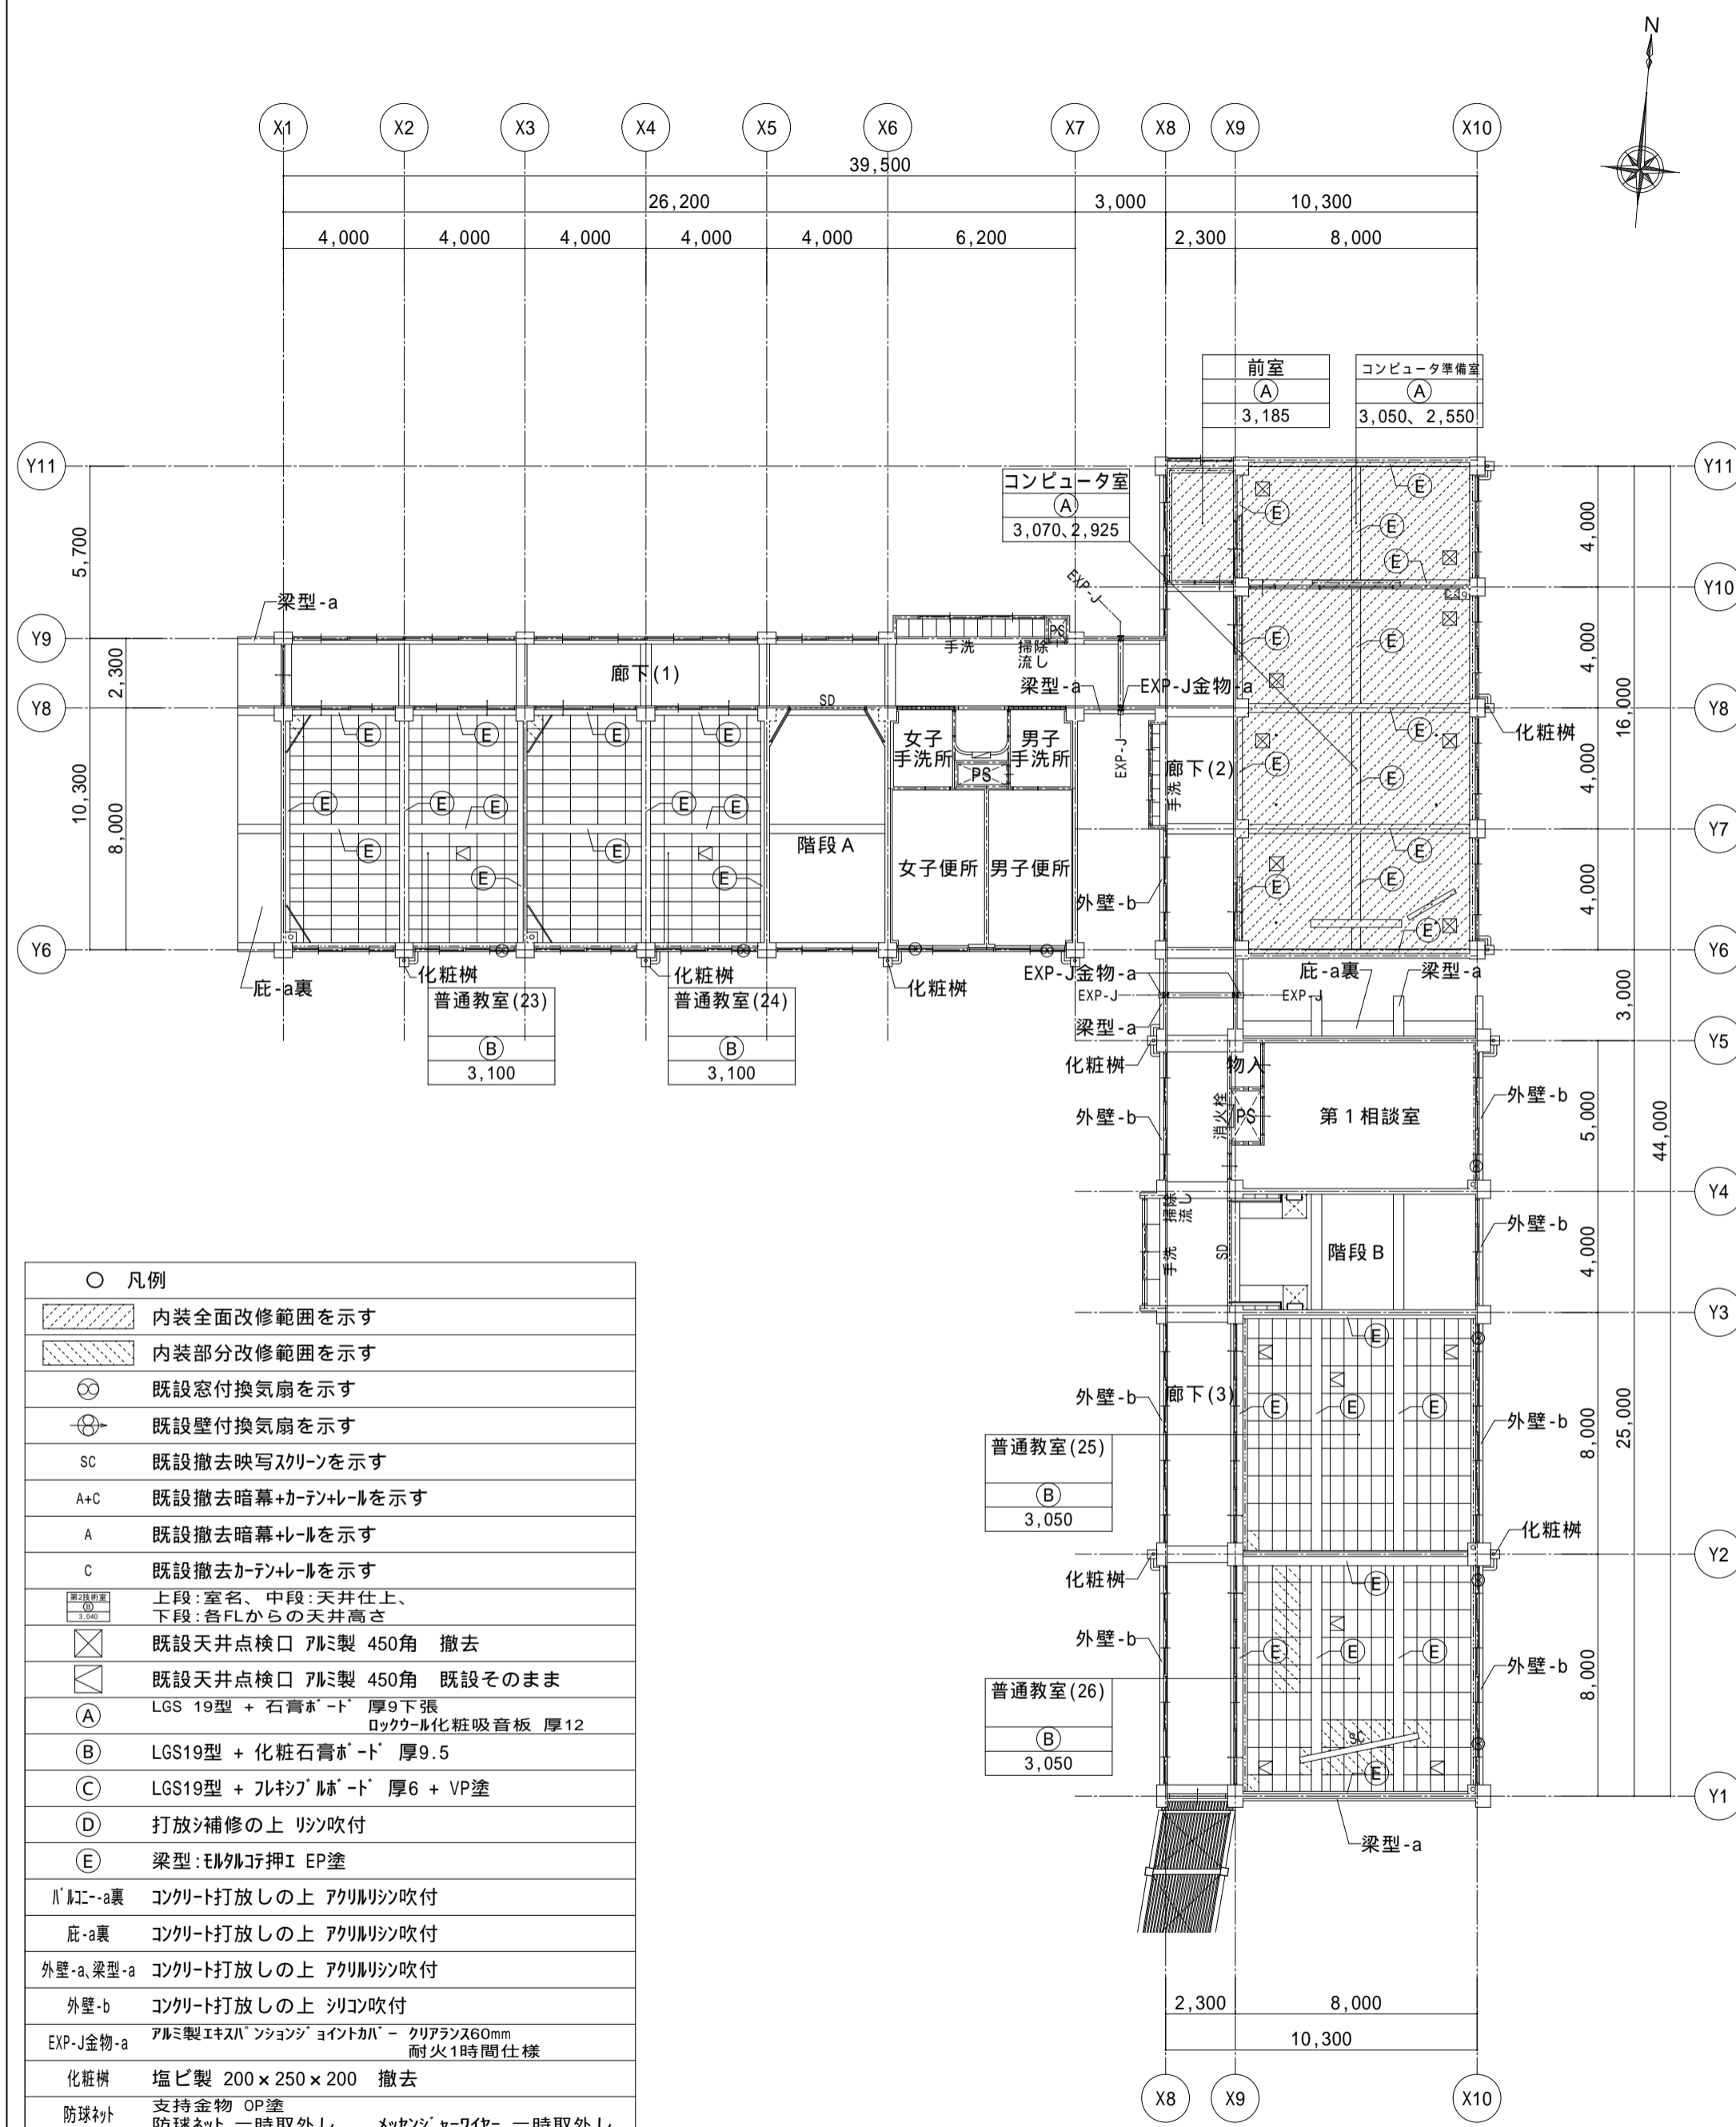 N
X1 X2 X3 X4 X5 X6 X7 X8 X9 X10
39,500
26,200 3,000 10,300
4,000 4,000 4,000 4,000 4,000 6,200 2,300 8,000
前室
A
3,185
コンピュータ準備室
A
3,050、2,550
コンピュータ室
A
3,070、2,925
Y11
Y9
Y8
Y6
5,700
2,300
10,300
8,000
梁型-a
廊下(1)
手洗
掃除流し
PS
EXP-J
梁型-a
EXP-J金物-a
EXP-J
SD
女子手洗所
男子手洗所
PS
階段A
女子便所
男子便所
E E E E
E E E E E
E E E
E E
庇-a裏
化粧桝
化粧桝
化粧桝
普通教室(23)
B
3,100
普通教室(24)
B
3,100
E E E E
E E
E E E
E E E E
Y11
Y10
Y8
Y7
Y6
Y5
Y4
Y3
Y2
Y1
4,000
4,000
4,000
4,000
16,000
3,000
5,000
4,000
8,000
8,000
25,000
44,000
化粧桝
廊下(2)
手洗
外壁-b
EXP-J金物-a
EXP-J
EXP-J
庇-a裏
梁型-a
梁型-a
化粧桝
物入
消火栓
PS
第1相談室
外壁-b
外壁-b
掃除流し
手洗
SD
階段B
外壁-b
E
外壁-b
廊下(3)
E E E
外壁-b
普通教室(25)
B
3,050
化粧桝
化粧桝
E
外壁-b
E E E
外壁-b
普通教室(26)
B
3,050
SC
E
梁型-a
2,300 8,000
10,300
X8 X9 X10
○ 凡例
内装全面改修範囲を示す
内装部分改修範囲を示す
既設窓付換気扇を示す
既設壁付換気扇を示す
SC 既設撤去映写スクリーンを示す
A+C 既設撤去暗幕+カーテン+レールを示す
A 既設撤去暗幕+レールを示す
C 既設撤去カーテン+レールを示す
第2技術室
B
3,040
上段:室名、中段:天井仕上、
下段:各FLからの天井高さ
既設天井点検口 アルミ製 450角 撤去
既設天井点検口 アルミ製 450角 既設そのまま
A LGS 19型 + 石膏ボード 厚9下張
ロックウール化粧吸音板 厚12
B LGS19型 + 化粧石膏ボード 厚9.5
C LGS19型 + フレキシブルボード 厚6 + VP塗
D 打放シ補修の上 リシン吹付
E 梁型:モルタルコテ押エ EP塗
バルコニー-a裏 コンクリート打放しの上 アクリルリシン吹付
庇-a裏 コンクリート打放しの上 アクリルリシン吹付
外壁-a、梁型-a コンクリート打放しの上 アクリルリシン吹付
外壁-b コンクリート打放しの上 シリコン吹付
EXP-J金物-a アルミ製エキスパンションジョイントカバー クリアランス60mm
耐火1時間仕様
化粧桝 塩ビ製 200×250×200 撤去
防球ネット 支持金物 OP塗
防球ネット 一時取外し メッセンジャーワイヤー 一時取外し